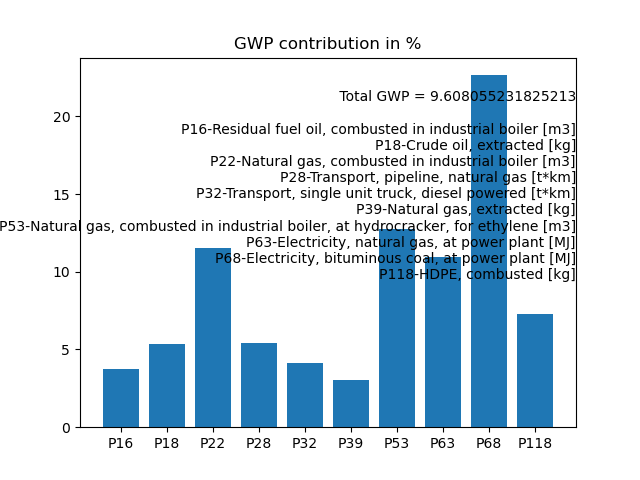 GWP contribution in %
Total GWP = 9.608055231825213
P16-Residual fuel oil, combusted in industrial boiler [m3]
P18-Crude oil, extracted [kg]
P22-Natural gas, combusted in industrial boiler [m3]
P28-Transport, pipeline, natural gas [t*km]
P32-Transport, single unit truck, diesel powered [t*km]
P39-Natural gas, extracted [kg]
P53-Natural gas, combusted in industrial boiler, at hydrocracker, for ethylene [m3]
P63-Electricity, natural gas, at power plant [MJ]
P68-Electricity, bituminous coal, at power plant [MJ]
P118-HDPE, combusted [kg]
20
15
10
5
0
P16 P18 P22 P28 P32 P39 P53 P63 P68 P118